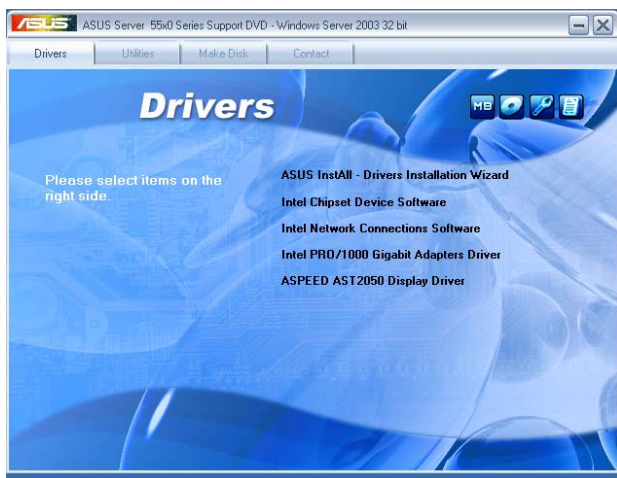 ASUS ASUS Server 55x0 Series Support DVD - Windows Server 2003 32 bit
Drivers Utilities Make Disk Contact
Drivers
MB
Please select items on the
right side.
ASUS InstAll - Drivers Installation Wizard
Intel Chipset Device Software
Intel Network Connections Software
Intel PRO/1000 Gigabit Adapters Driver
ASPEED AST2050 Display Driver